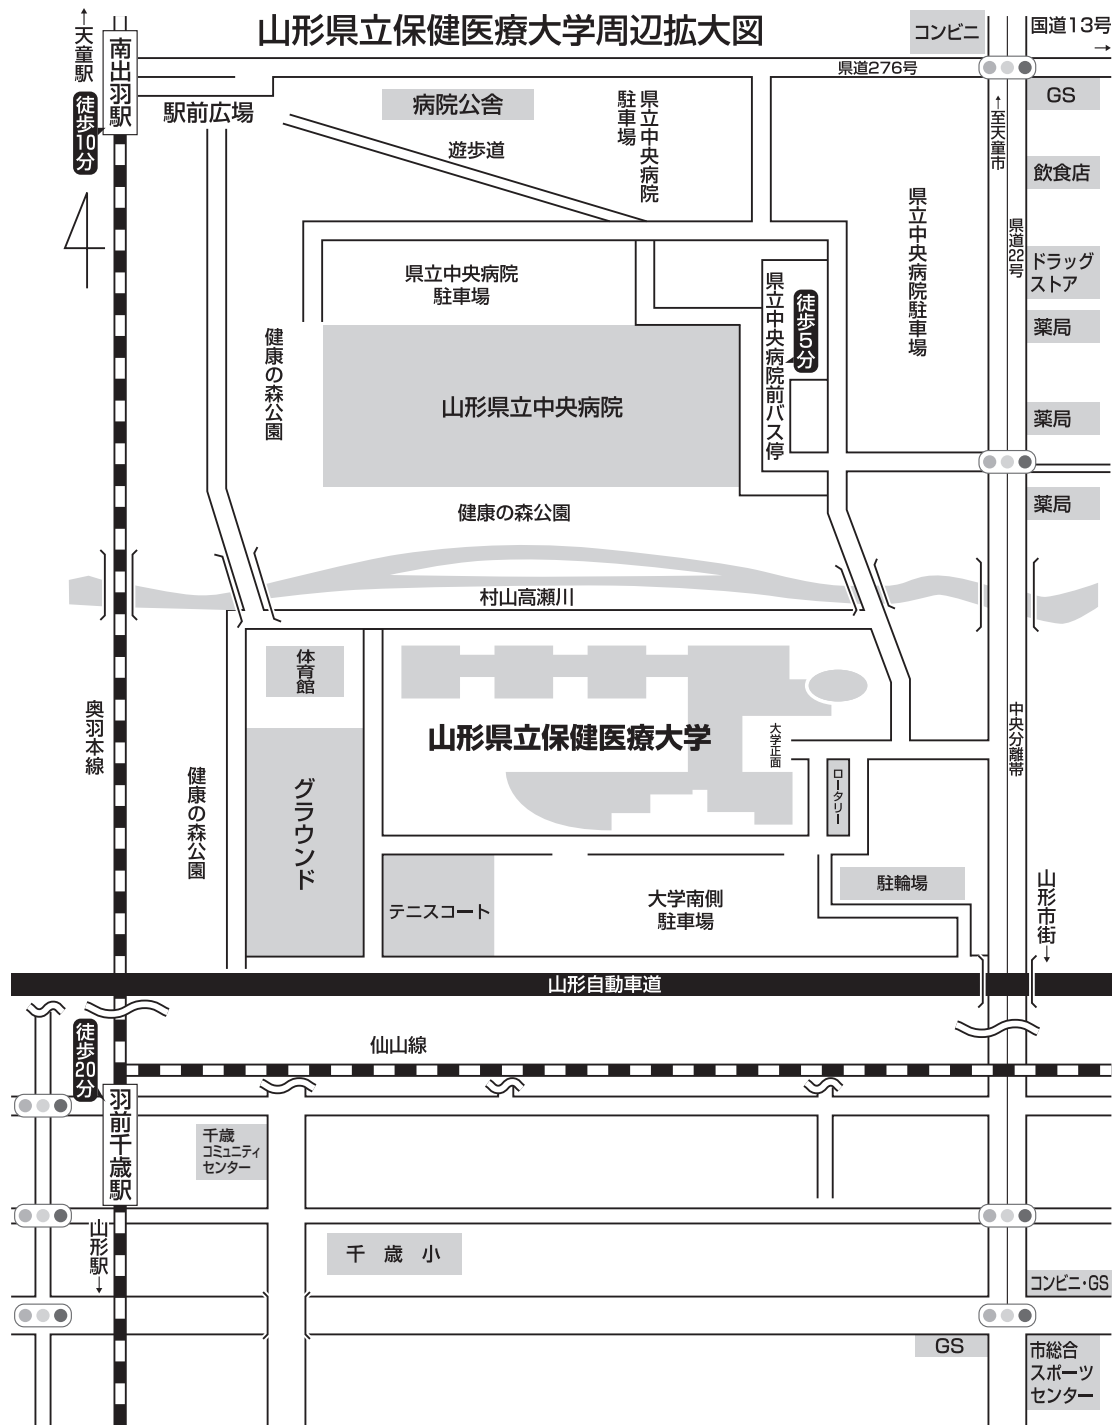 山形県立保健医療大学周辺拡大図
↑天童駅
南出羽駅
徒歩10分
コンビニ
国道13号
→
県道276号
駅前広場
病院公舎
遊歩道
県立中央病院
駐車場
GS
↑至天童市
飲食店
県立中央病院駐車場
県道22号
ドラッグ
ストア
県立中央病院
駐車場
県立中央病院前バス停
徒歩5分
薬局
健康の森公園
山形県立中央病院
薬局
薬局
健康の森公園
村山高瀬川
体育館
奥羽本線
山形県立保健医療大学
大学正面
中央分離帯
ロータリー
健康の森公園
グラウンド
テニスコート
大学南側
駐車場
駐輪場
山形市街↓
山形自動車道
徒歩20分
仙山線
羽前千歳駅
千歳
コミュニティ
センター
山形駅↓
千歳小
コンビニ・GS
GS
市総合
スポーツ
センター